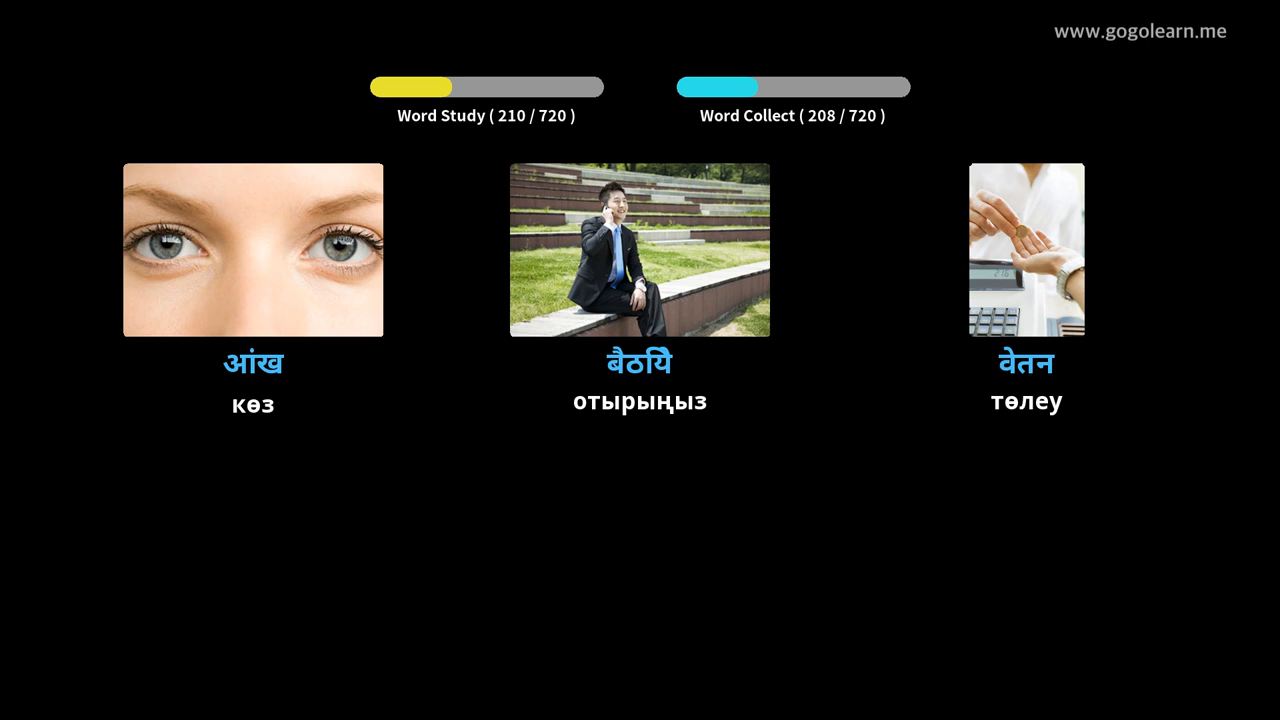 www.gogolearn.me
Word Study ( 210 / 720 )
Word Collect ( 208 / 720 )
आंख
बैठिये
वेतन
көз
отырыңыз
төлеу